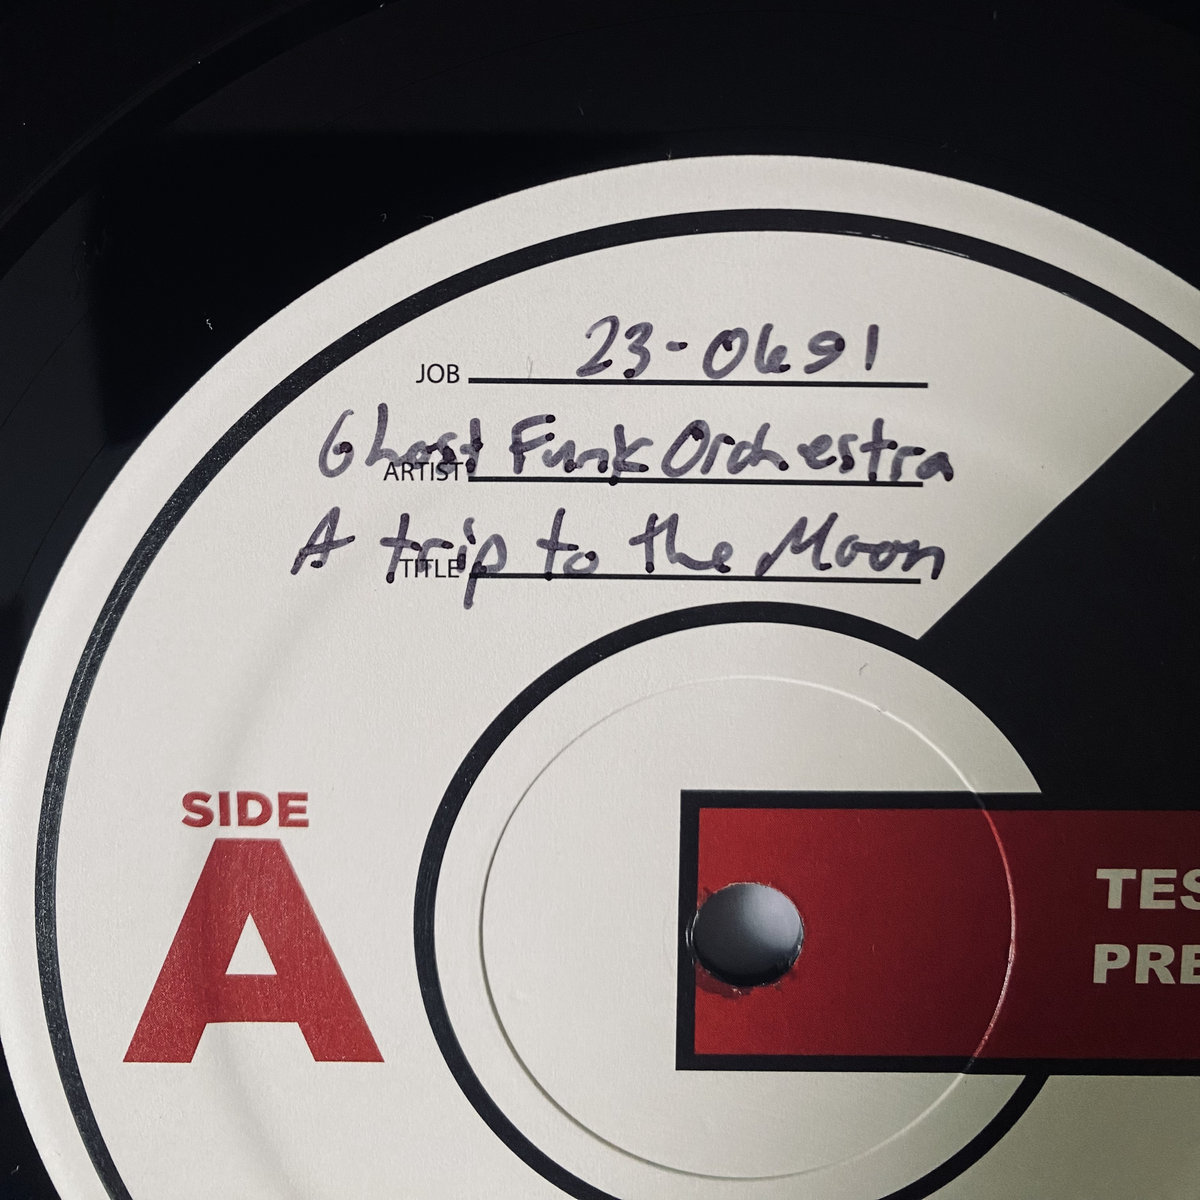 JOB 23-0691
ARTIST Ghost Funk Orchestra
TITLE A trip to the Moon
SIDE
A
TES
PRE